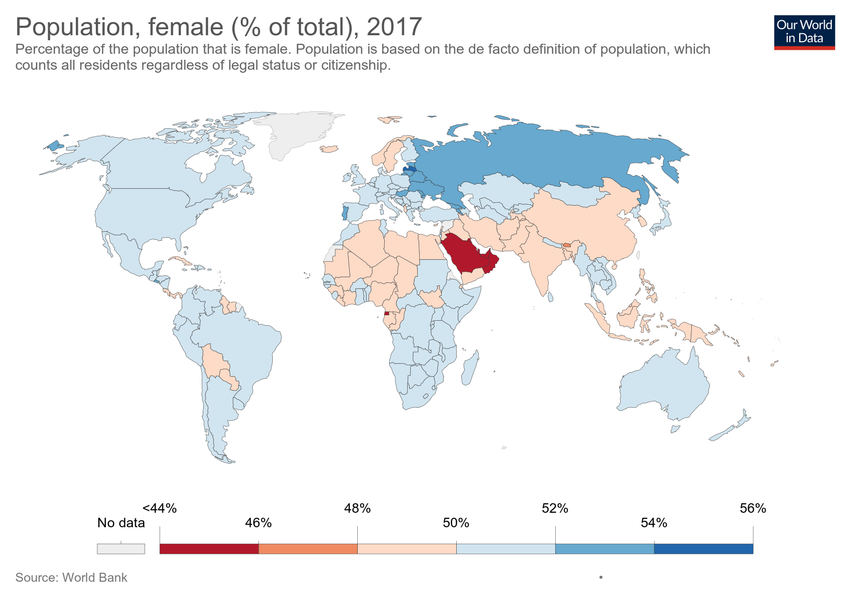 Population, female (% of total), 2017
Our World
in Data
Percentage of the population that is female. Population is based on the de facto definition of population, which
counts all residents regardless of legal status or citizenship.
<44% 48% 52% 56%
No data 46% 50% 54%
Source: World Bank